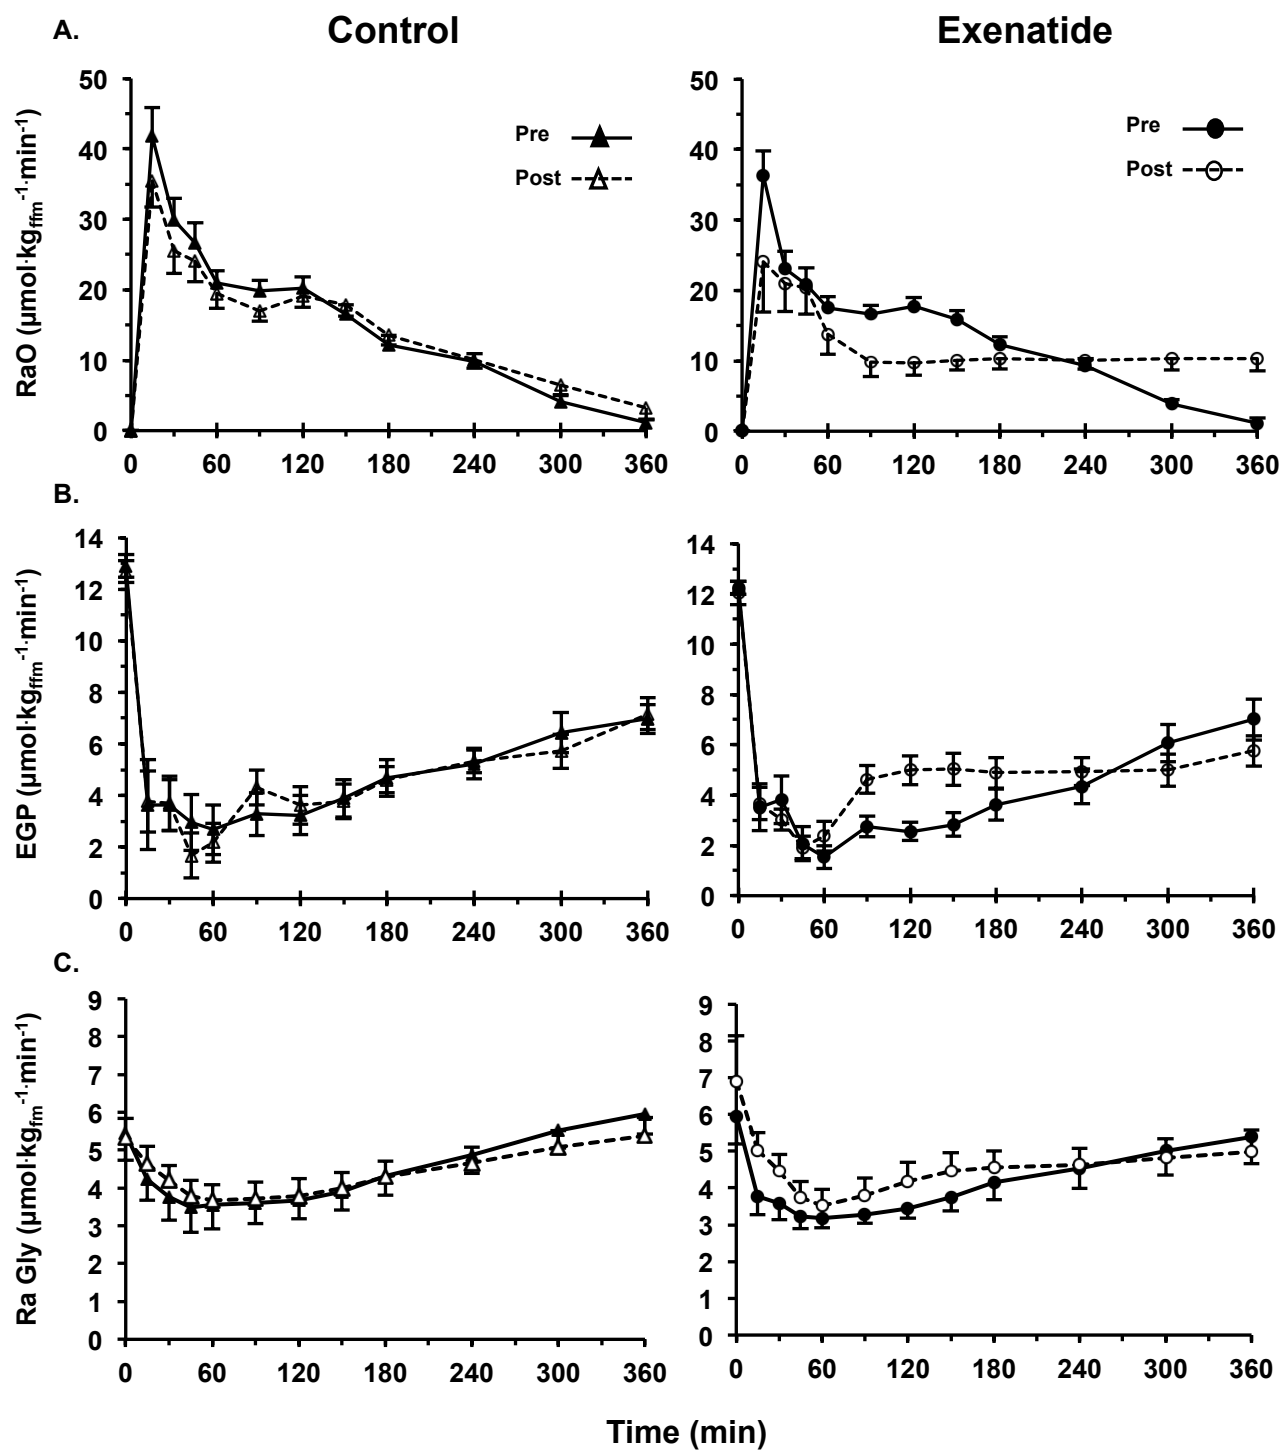 A.
Control
Exenatide
RaO (µmol·kgffm⁻¹·min⁻¹)
50
40
30
20
10
0
Pre
Post
0 60 120 180 240 300 360
50
40
30
20
10
0
Pre
Post
0 60 120 180 240 300 360
B.
EGP (µmol·kgffm⁻¹·min⁻¹)
14
12
10
8
6
4
2
0
0 60 120 180 240 300 360
14
12
10
8
6
4
2
0
0 60 120 180 240 300 360
C.
Ra Gly (µmol·kgfm⁻¹·min⁻¹)
9
8
7
6
5
4
3
2
1
0
0 60 120 180 240 300 360
9
8
7
6
5
4
3
2
1
0
0 60 120 180 240 300 360
Time (min)